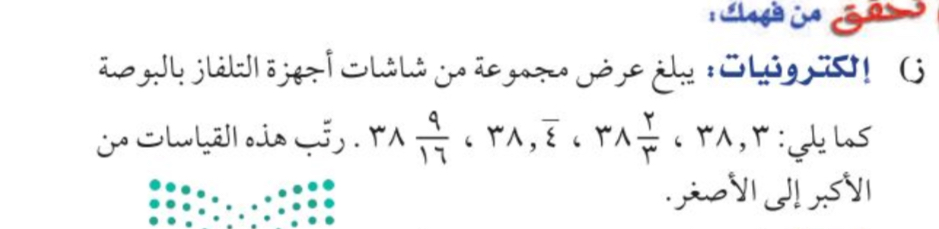 تحقق من فهمك:
ز) إلكترونيات: يبلغ عرض مجموعة من شاشات أجهزة التلفاز بالبوصة
كما يلي: ٣٨,٣ ، ٣٨ ٢/٣ ، ٣٨,٤̅ ، ٣٨ ٩/١٦ . رتّب هذه القياسات من
الأكبر إلى الأصغر.